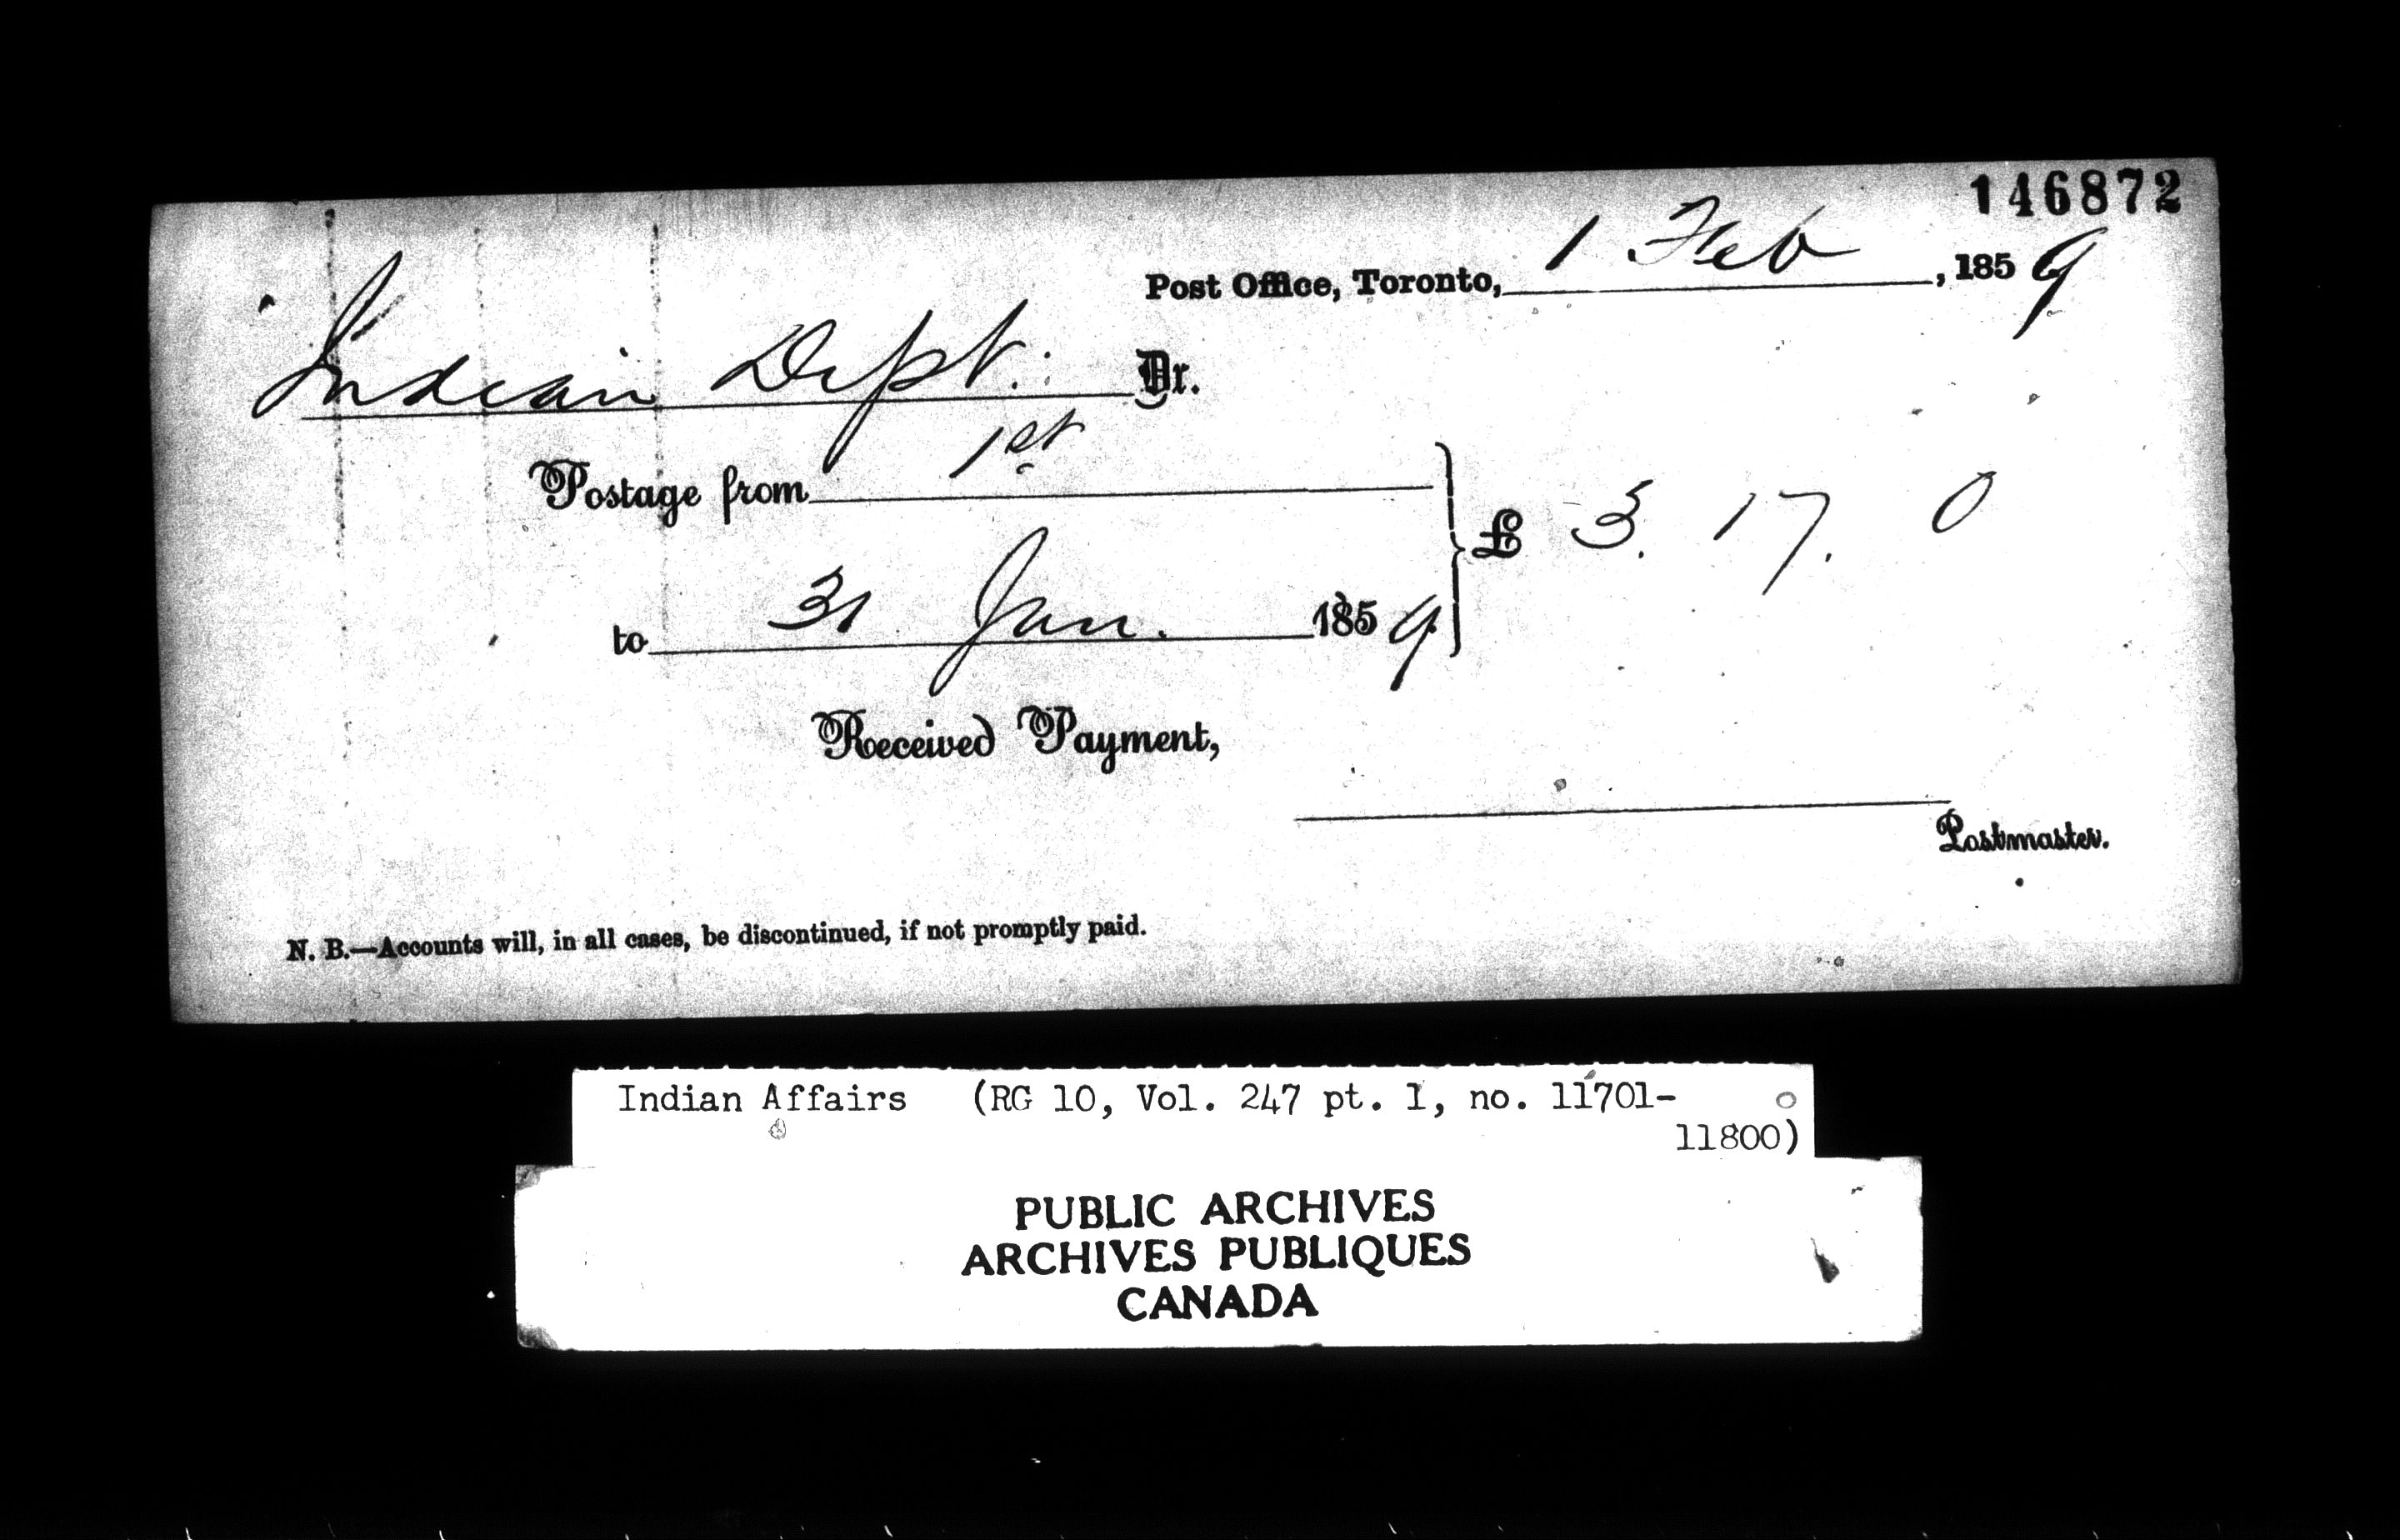 146872
Post Office, Toronto, 1 Feb, 1859
Indian Dept. Dr.
Postage from 1st
£ 3. 17. 0
to 31 Jan. 1859
Received Payment,
Postmaster.
N. B.—Accounts will, in all cases, be discontinued, if not promptly paid.
Indian Affairs (RG 10, Vol. 247 pt. 1, no. 11701-
11800)
PUBLIC ARCHIVES
ARCHIVES PUBLIQUES
CANADA